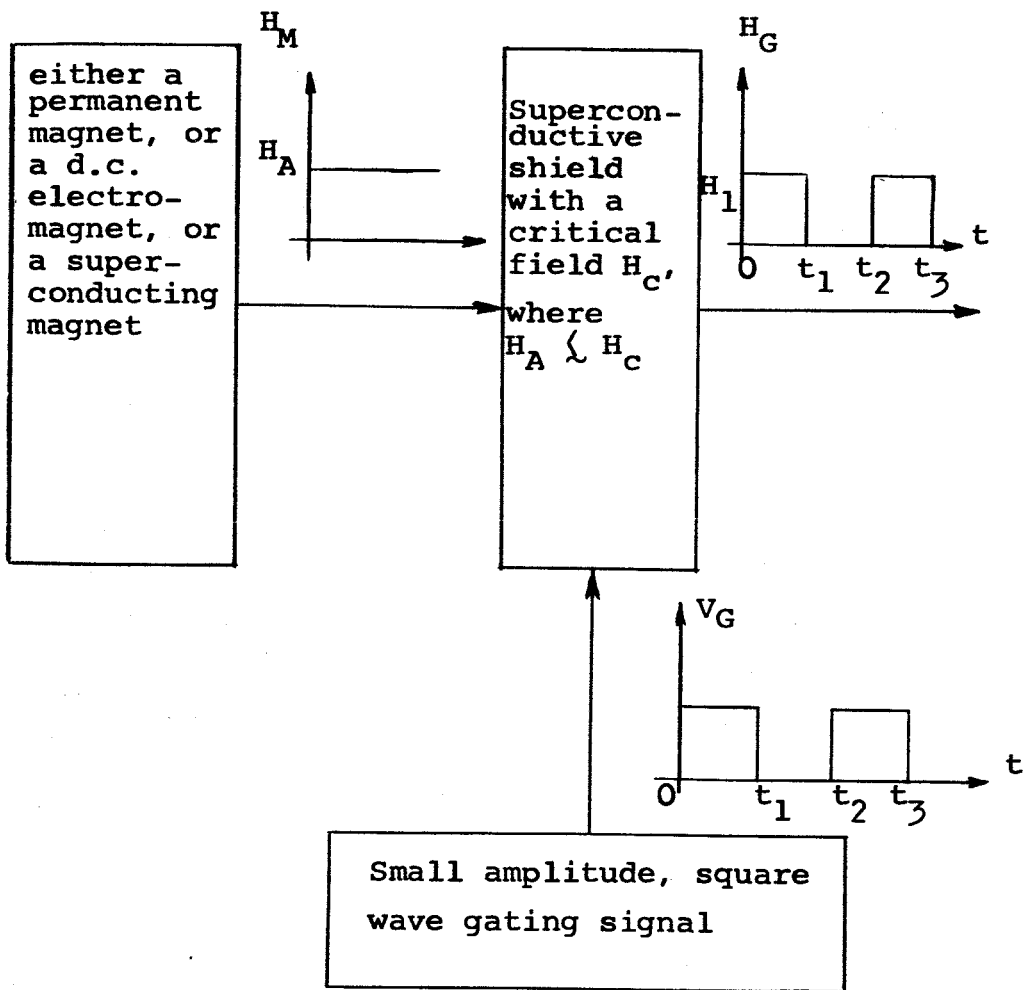 either a
permanent
magnet, or
a d.c.
electro-
magnet, or
a super-
conducting
magnet
H_M
H_A
Supercon-
ductive
shield
with a
critical
field H_c,
where
H_A ≲ H_c
H_G
H_1
t
0 t_1 t_2 t_3
V_G
t
0 t_1 t_2 t_3
Small amplitude, square
wave gating signal